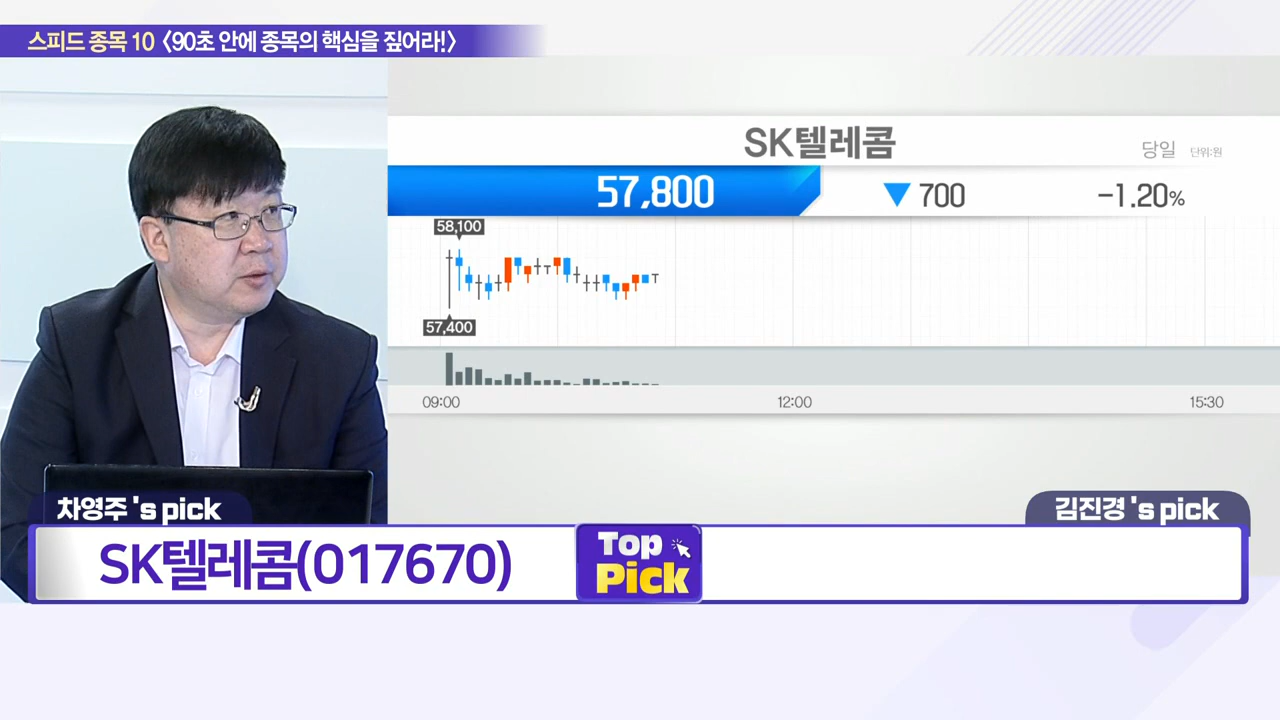 스피드 종목 10 <90초 안에 종목의 핵심을 짚어라!>
SK텔레콤
당일 단위:원
57,800 ▼ 700 -1.20%
58,100
57,400
09:00 12:00 15:30
차영주 's pick
김진경 's pick
SK텔레콤(017670)
Top
Pick